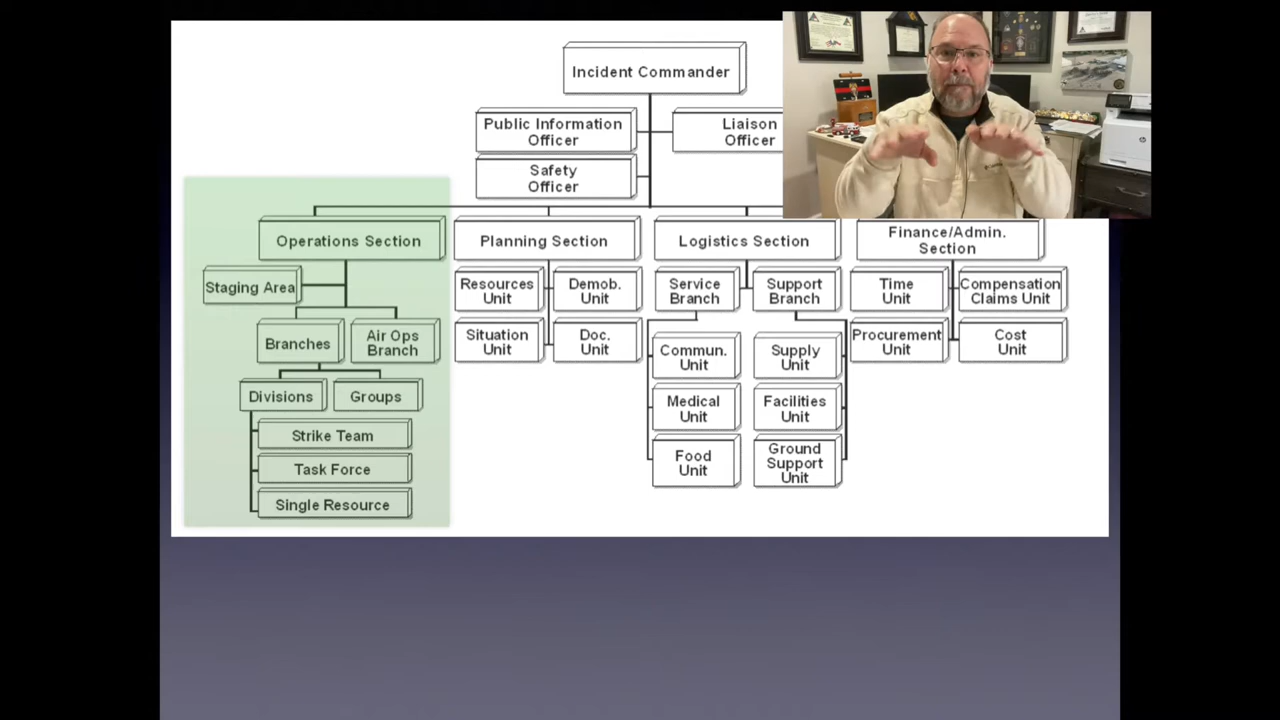 Incident Commander
Public Information
Officer
Liaison
Officer
Safety
Officer
Operations Section
Planning Section
Logistics Section
Finance/Admin.
Section
Staging Area
Resources
Unit
Demob.
Unit
Service
Branch
Support
Branch
Time
Unit
Compensation
Claims Unit
Branches
Air Ops
Branch
Situation
Unit
Doc.
Unit
Commun.
Unit
Supply
Unit
Procurement
Unit
Cost
Unit
Divisions
Groups
Medical
Unit
Facilities
Unit
Strike Team
Task Force
Single Resource
Food
Unit
Ground
Support
Unit